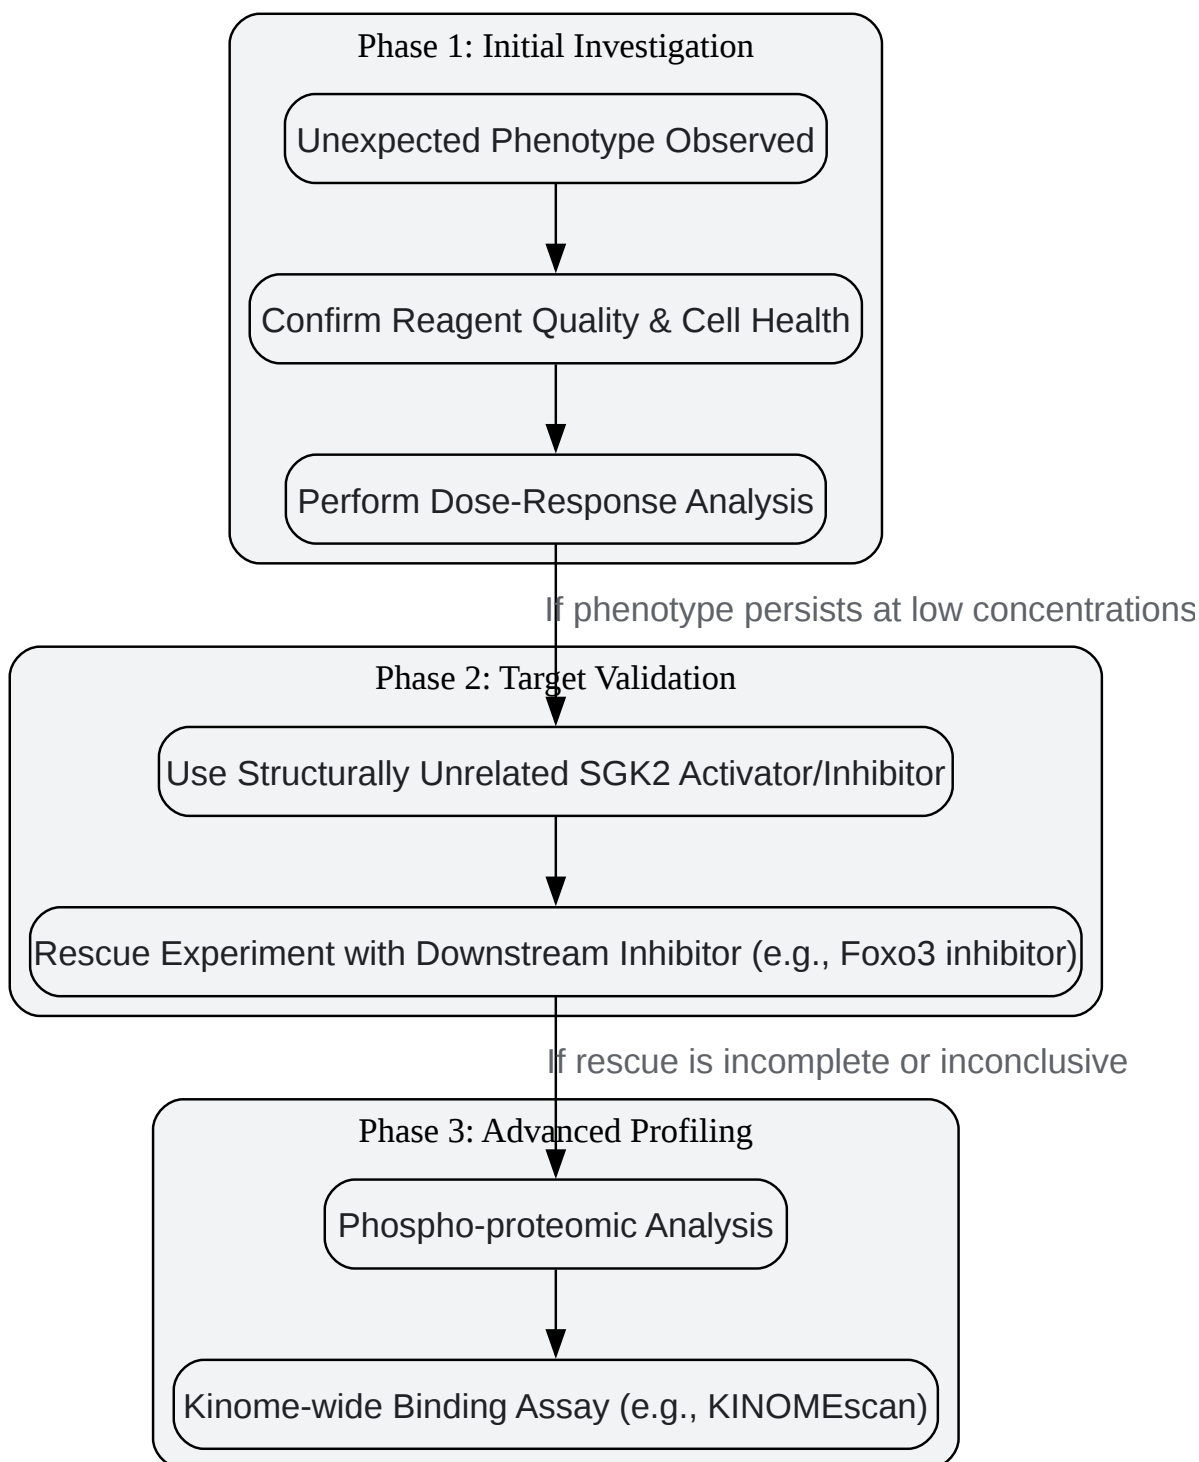 Phase 1: Initial Investigation
Unexpected Phenotype Observed
Confirm Reagent Quality & Cell Health
Perform Dose-Response Analysis
If phenotype persists at low concentrations
Phase 2: Target Validation
Use Structurally Unrelated SGK2 Activator/Inhibitor
Rescue Experiment with Downstream Inhibitor (e.g., Foxo3 inhibitor)
If rescue is incomplete or inconclusive
Phase 3: Advanced Profiling
Phospho-proteomic Analysis
Kinome-wide Binding Assay (e.g., KINOMEscan)